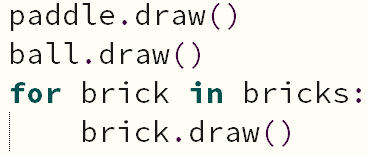 paddle.draw()
ball.draw()
for brick in bricks:
    brick.draw()